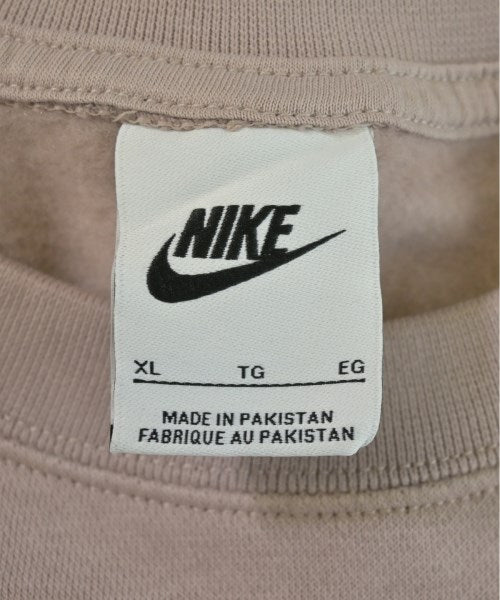 NIKE
XL TG EG
MADE IN PAKISTAN
FABRIQUE AU PAKISTAN